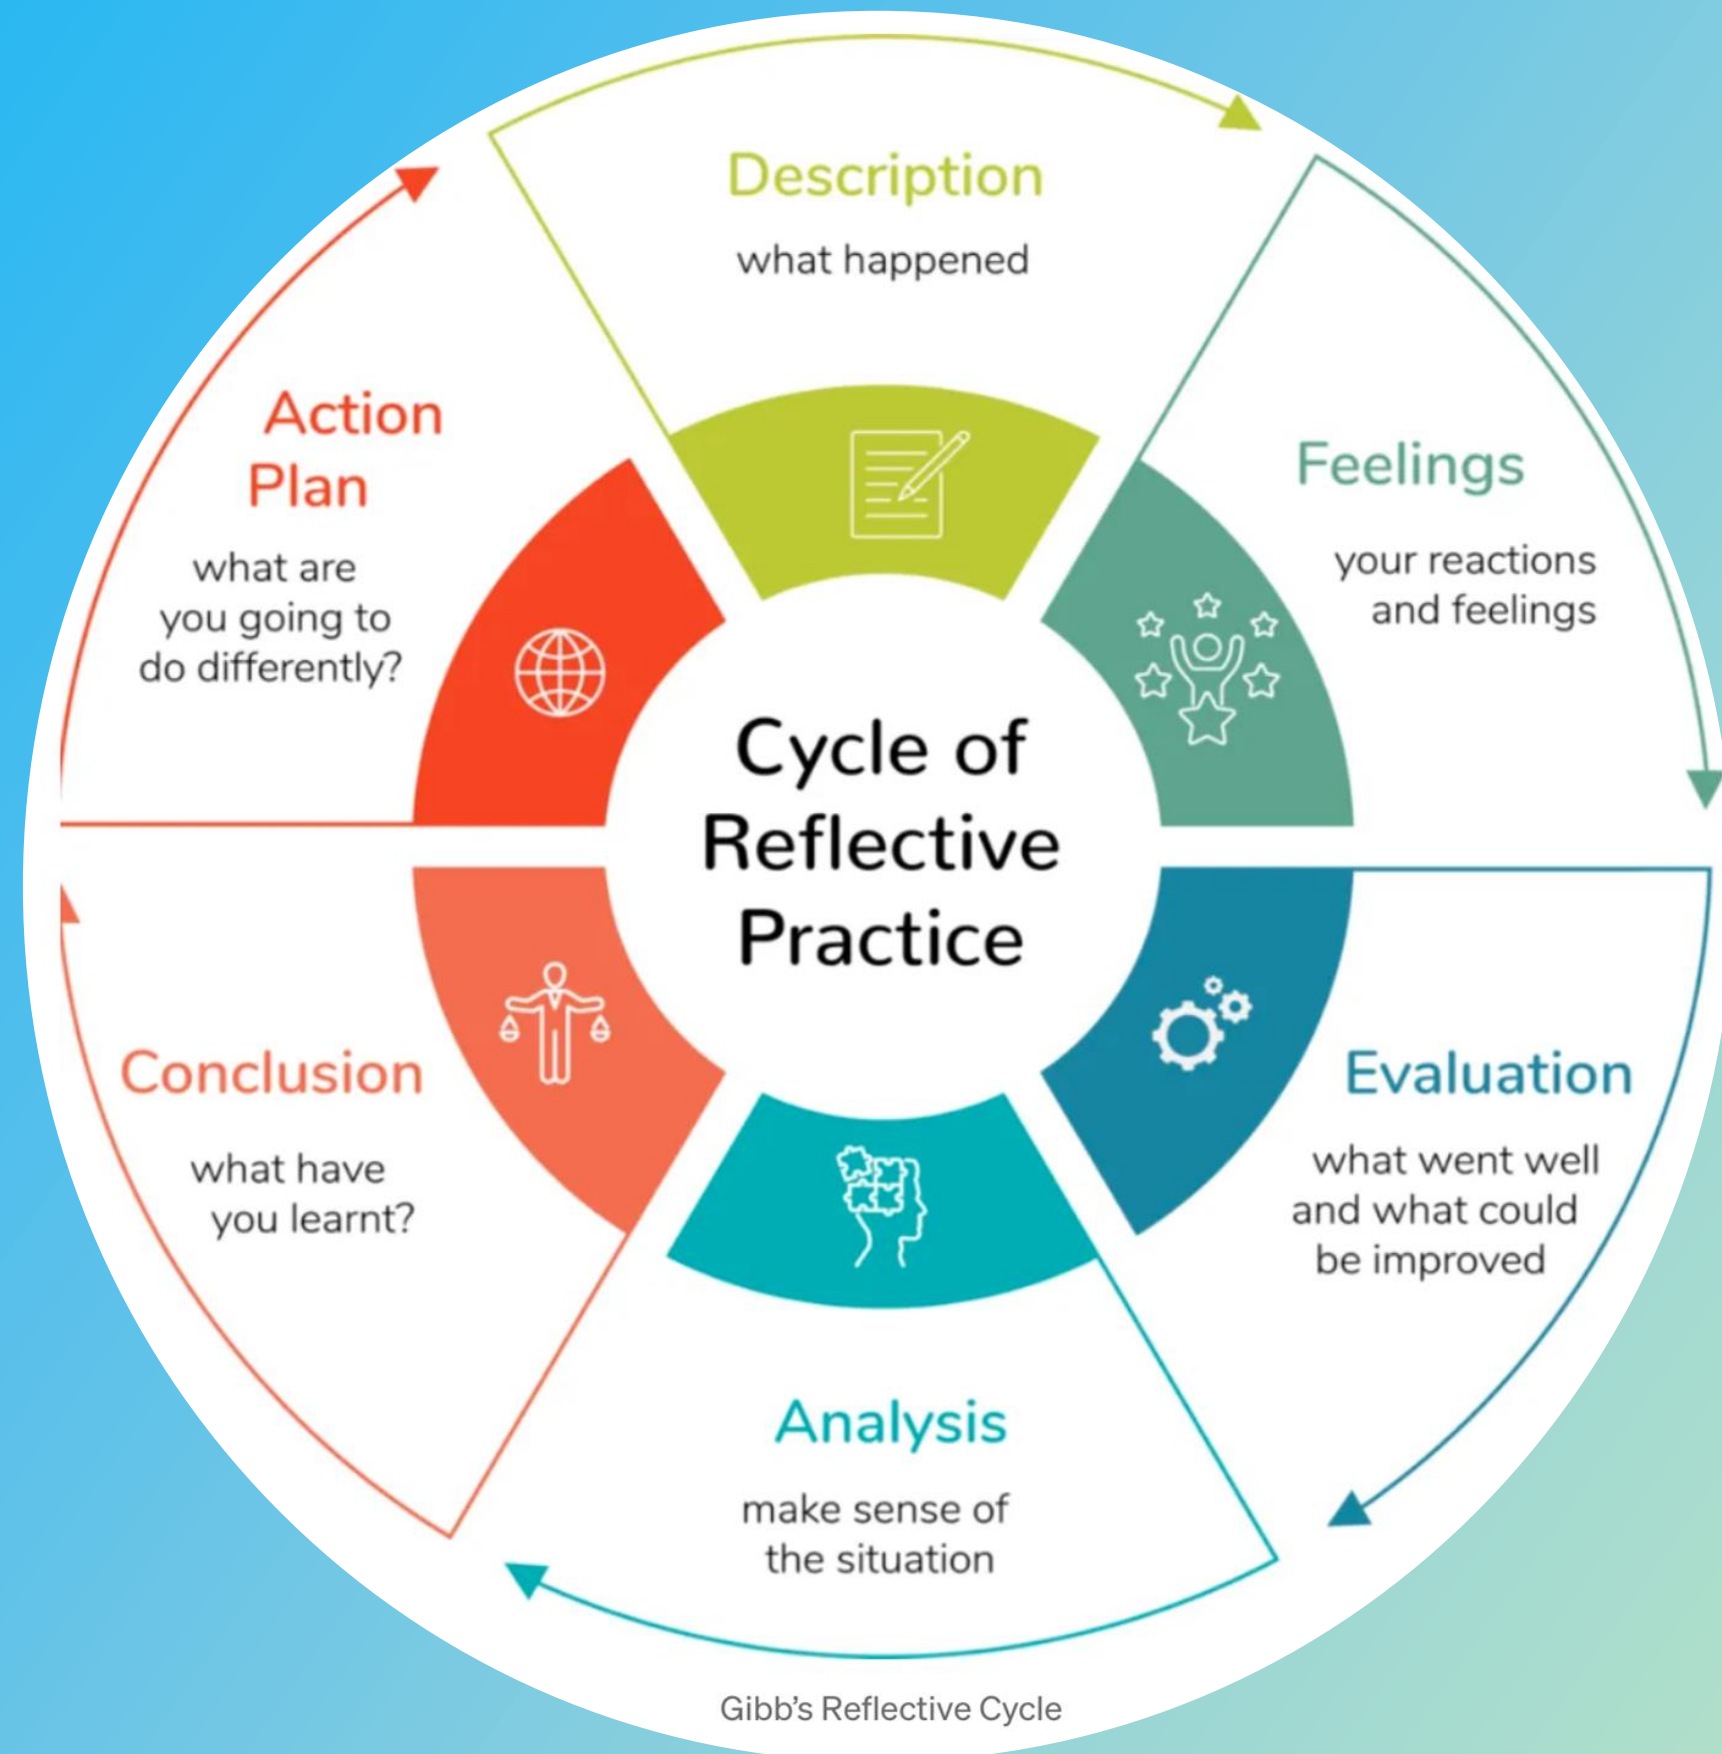 Description
what happened
Feelings
your reactions
and feelings
Evaluation
what went well
and what could
be improved
Analysis
make sense of
the situation
Conclusion
what have
you learnt?
Action
Plan
what are
you going to
do differently?
Cycle of
Reflective
Practice
Gibb’s Reflective Cycle